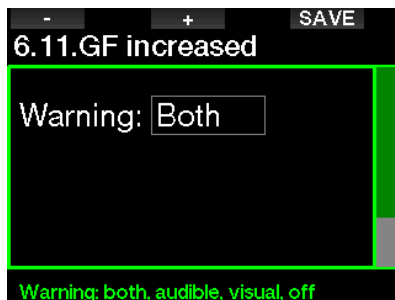 - + SAVE
6.11.GF increased
Warning: Both
Warning: both, audible, visual, off